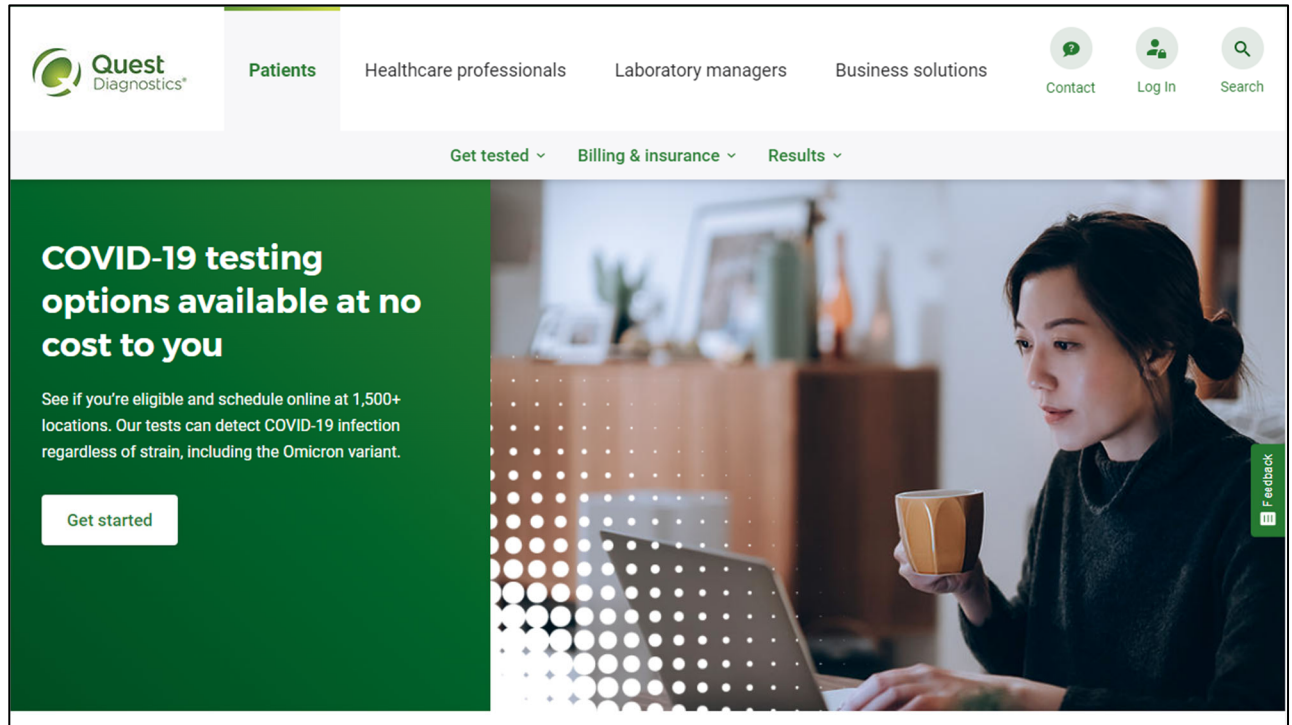 Quest
Diagnostics®
Patients
Healthcare professionals
Laboratory managers
Business solutions
Contact
Log In
Search
Get tested
Billing & insurance
Results
COVID-19 testing
options available at no
cost to you
See if you’re eligible and schedule online at 1,500+
locations. Our tests can detect COVID-19 infection
regardless of strain, including the Omicron variant.
Get started
Feedback